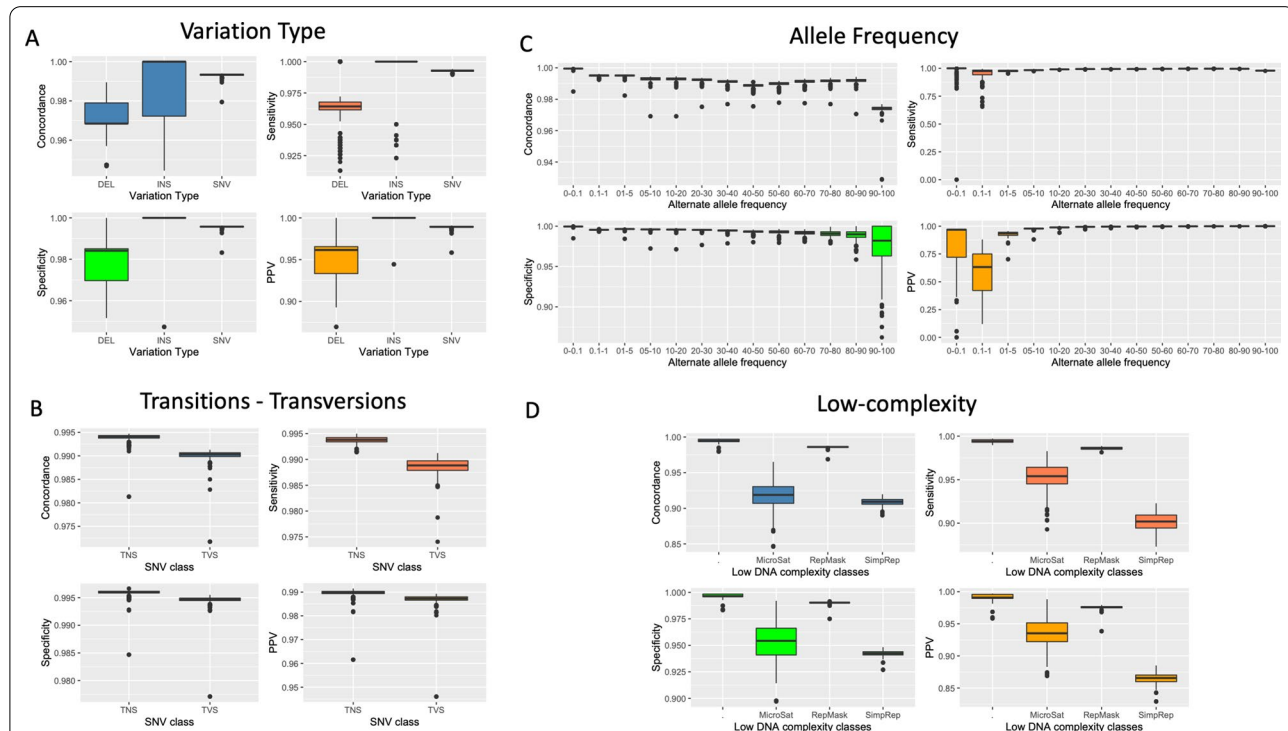 A
Variation Type
1.00
0.98
0.96
Concordance
DEL
INS
SNV
Variation Type
1.000
0.975
0.950
0.925
Sensitivity
DEL
INS
SNV
Variation Type
1.00
0.98
0.96
Specificity
DEL
INS
SNV
Variation Type
1.00
0.95
0.90
PPV
DEL
INS
SNV
Variation Type
C
Allele Frequency
1.00
0.98
0.96
0.94
Concordance
0-0.1 0.1-1 01-5 05-10 10-20 20-30 30-40 40-50 50-60 60-70 70-80 80-90 90-100
Alternate allele frequency
1.00
0.75
0.50
0.25
0.00
Sensitivity
0-0.1 0.1-1 01-5 05-10 10-20 20-30 30-40 40-50 50-60 60-70 70-80 80-90 90-100
Alternate allele frequency
1.00
0.95
0.90
Specificity
0-0.1 0.1-1 01-5 05-10 10-20 20-30 30-40 40-50 50-60 60-70 70-80 80-90 90-100
Alternate allele frequency
1.00
0.75
0.50
0.25
0.00
PPV
0-0.1 0.1-1 01-5 05-10 10-20 20-30 30-40 40-50 50-60 60-70 70-80 80-90 90-100
Alternate allele frequency
B
Transitions - Transversions
0.995
0.990
0.985
0.980
0.975
Concordance
TNS
TVS
SNV class
0.995
0.990
0.985
0.980
0.975
Sensitivity
TNS
TVS
SNV class
0.995
0.990
0.985
0.980
Specificity
TNS
TVS
SNV class
0.99
0.98
0.97
0.96
0.95
PPV
TNS
TVS
SNV class
D
Low-complexity
1.00
0.95
0.90
0.85
Concordance
. MicroSat RepMask SimpRep
Low DNA complexity classes
1.00
0.95
0.90
Sensitivity
. MicroSat RepMask SimpRep
Low DNA complexity classes
1.000
0.975
0.950
0.925
0.900
Specificity
. MicroSat RepMask SimpRep
Low DNA complexity classes
1.00
0.95
0.90
0.85
PPV
. MicroSat RepMask SimpRep
Low DNA complexity classes